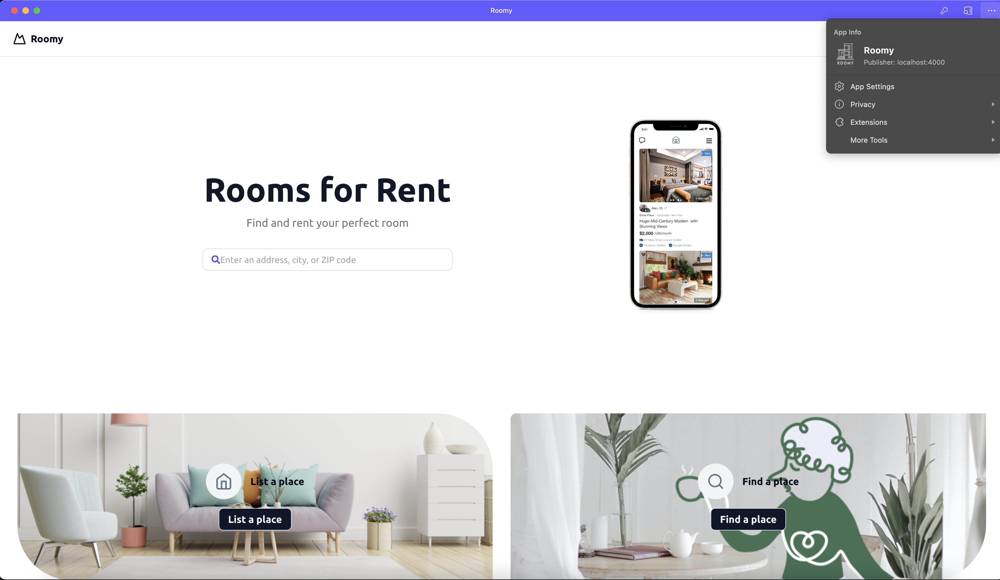 Roomy
Roomy
App Info
Roomy
Publisher: localhost:4000
ROOMY
App Settings
Privacy
Extensions
More Tools
Rooms for Rent
Find and rent your perfect room
Enter an address, city, or ZIP code
9:41
New
3 days ago
Alan, 25
Entire Place | Manhattan, New York
Huge-Mid-Century Modern with
Stunning Views
$2,000 USD/month
NY State Driver License Verified
Facebook Verified Google Verified
New
3 days ago
List a place
List a place
Find a place
Find a place